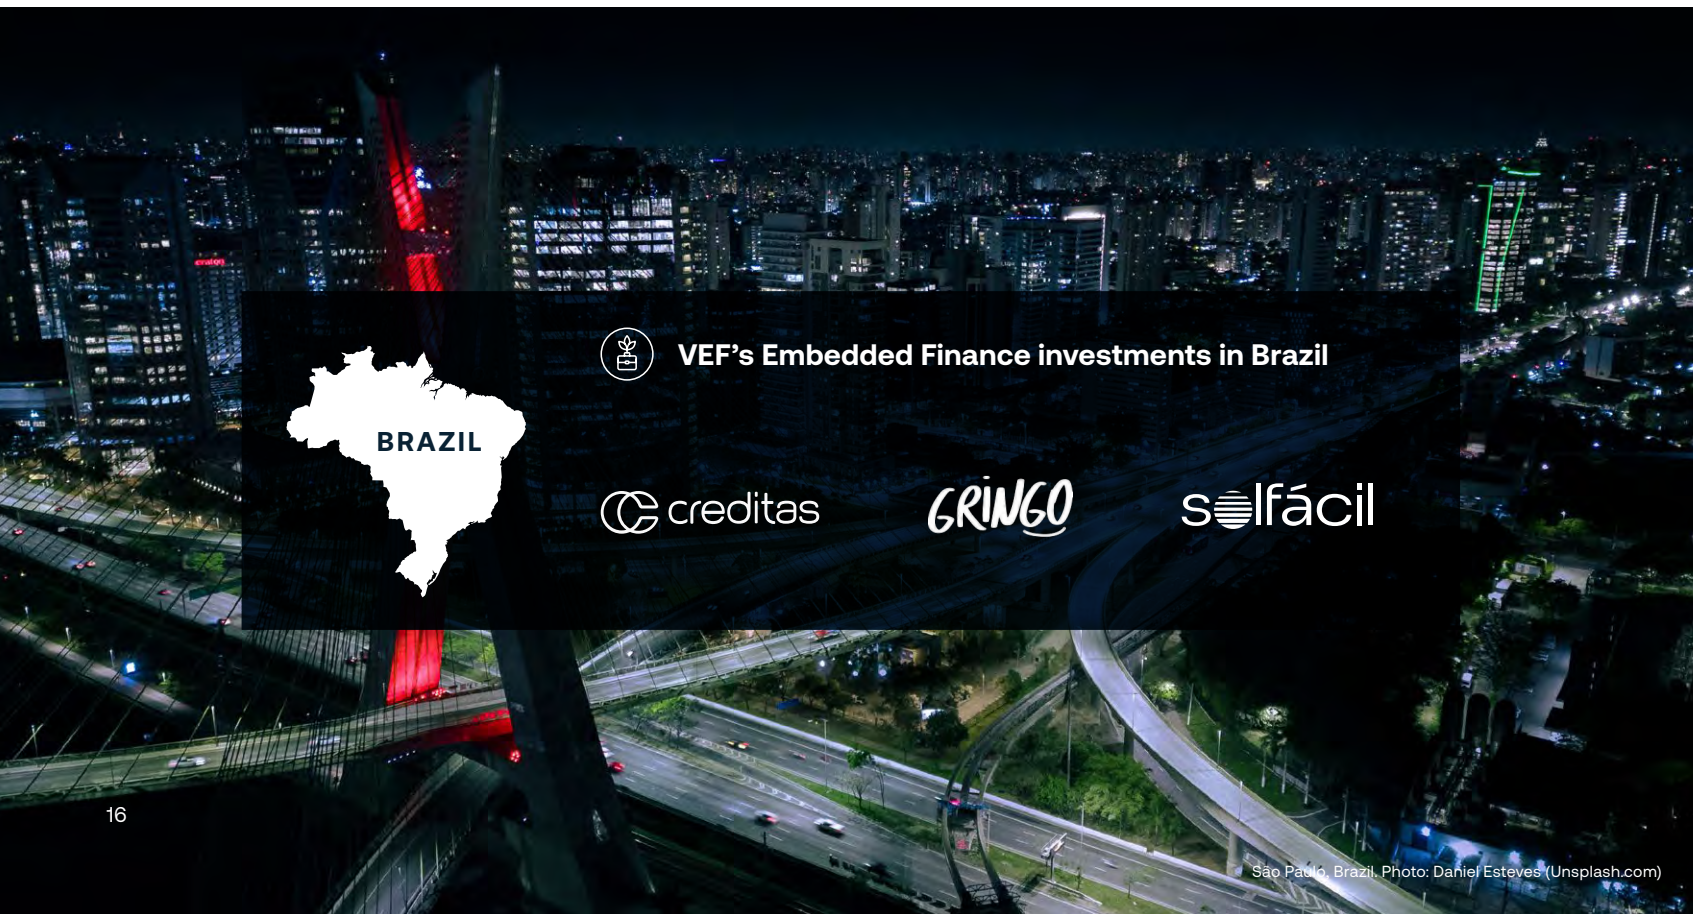 VEF’s Embedded Finance investments in Brazil
BRAZIL
creditas
GRINGO
solfácil
16
São Paulo, Brazil. Photo: Daniel Esteves (Unsplash.com)